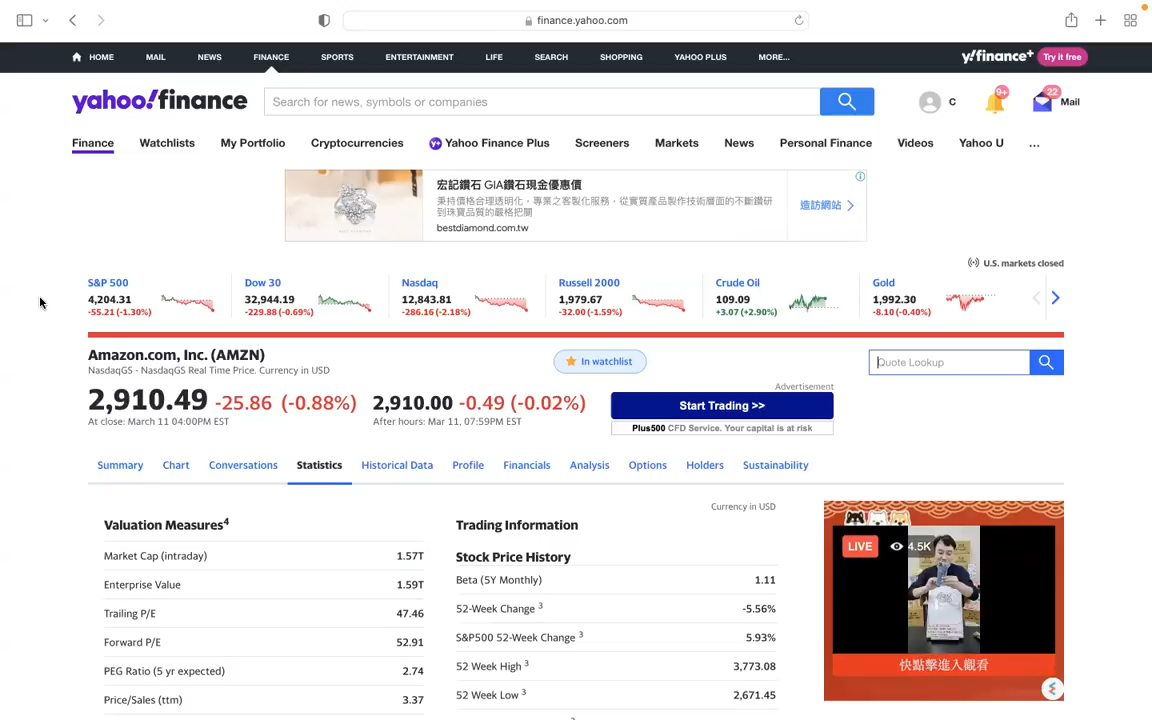 finance.yahoo.com
HOME MAIL NEWS FINANCE SPORTS ENTERTAINMENT LIFE SEARCH SHOPPING YAHOO PLUS MORE... y!finance+ Try it free
yahoo!finance Search for news, symbols or companies C 9+ 22 Mail
Finance Watchlists My Portfolio Cryptocurrencies Y+ Yahoo Finance Plus Screeners Markets News Personal Finance Videos Yahoo U ...
宏記鑽石 GIA鑽石現金優惠價
秉持價格合理透明化，專業之客製化服務，從實質產品製作技術層面的不斷鑽研
到珠寶品質的嚴格把關
bestdiamond.com.tw
造訪網站
U.S. markets closed
S&P 500 Dow 30 Nasdaq Russell 2000 Crude Oil Gold
4,204.31 32,944.19 12,843.81 1,979.67 109.09 1,992.30
-55.21 (-1.30%) -229.88 (-0.69%) -286.16 (-2.18%) -32.00 (-1.59%) +3.07 (+2.90%) -8.10 (-0.40%)
Amazon.com, Inc. (AMZN)
NasdaqGS - NasdaqGS Real Time Price. Currency in USD
In watchlist
Quote Lookup
2,910.49 -25.86 (-0.88%)
At close: March 11 04:00PM EST
2,910.00 -0.49 (-0.02%)
After hours: Mar 11, 07:59PM EST
Advertisement
Start Trading >>
Plus500 CFD Service. Your capital is at risk
Summary Chart Conversations Statistics Historical Data Profile Financials Analysis Options Holders Sustainability
Currency in USD
Valuation Measures4
Market Cap (intraday) 1.57T
Enterprise Value 1.59T
Trailing P/E 47.46
Forward P/E 52.91
PEG Ratio (5 yr expected) 2.74
Price/Sales (ttm) 3.37
Trading Information
Stock Price History
Beta (5Y Monthly) 1.11
52-Week Change 3 -5.56%
S&P500 52-Week Change 3 5.93%
52 Week High 3 3,773.08
52 Week Low 3 2,671.45
LIVE 4.5K
快點擊進入觀看